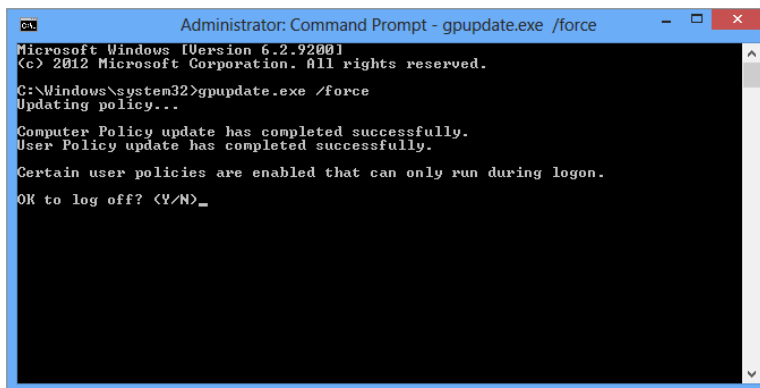 Administrator: Command Prompt - gpupdate.exe /force
Microsoft Windows [Version 6.2.9200]
(c) 2012 Microsoft Corporation. All rights reserved.
C:\Windows\system32>gpupdate.exe /force
Updating policy...
Computer Policy update has completed successfully.
User Policy update has completed successfully.
Certain user policies are enabled that can only run during logon.
OK to log off? (Y/N)_